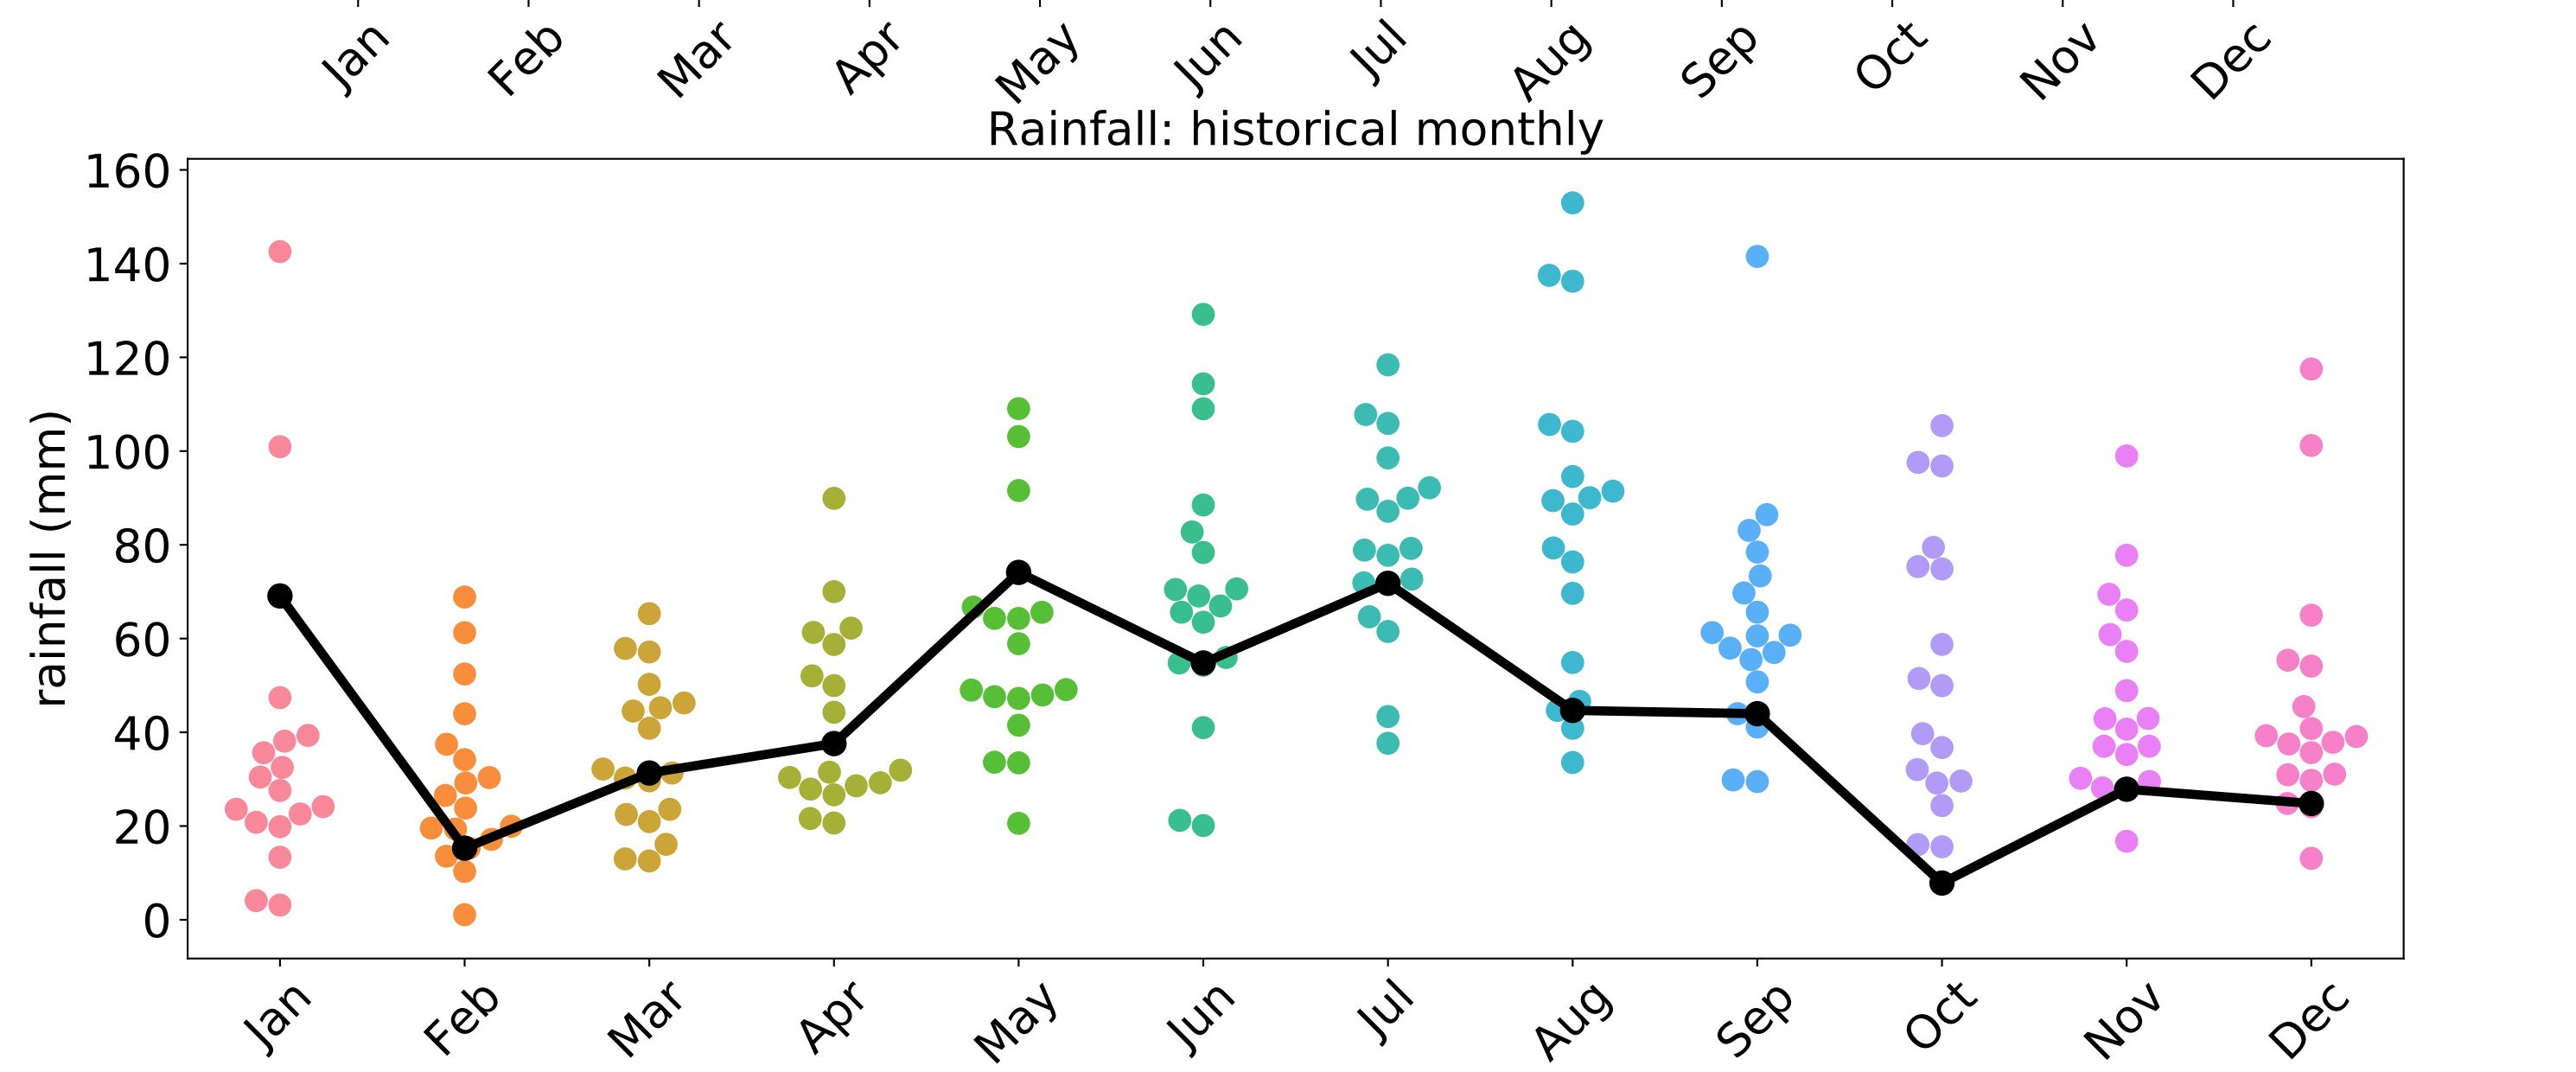 Jan Feb Mar Apr May Jun Jul Aug Sep Oct Nov Dec
Rainfall: historical monthly
160
140
120
100
80
60
40
20
0
rainfall (mm)
Jan Feb Mar Apr May Jun Jul Aug Sep Oct Nov Dec